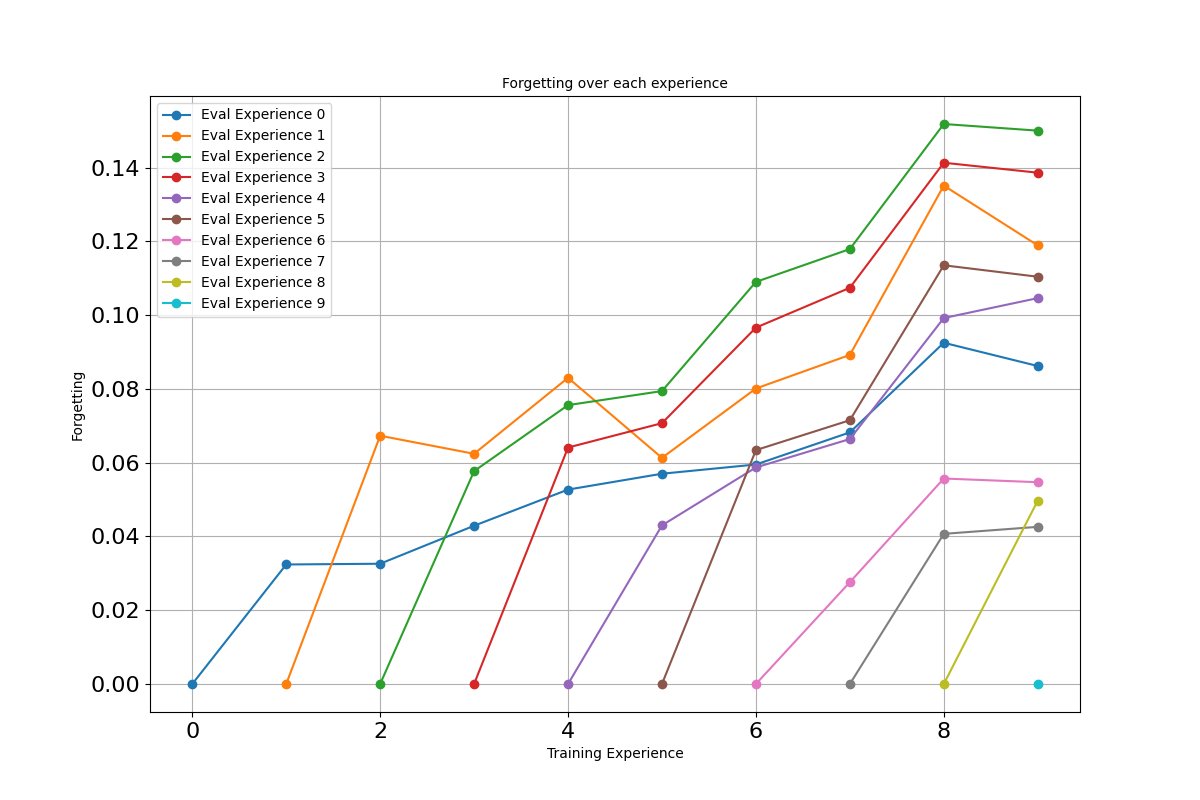 Forgetting over each experience
Eval Experience 0
Eval Experience 1
Eval Experience 2
Eval Experience 3
Eval Experience 4
Eval Experience 5
Eval Experience 6
Eval Experience 7
Eval Experience 8
Eval Experience 9
0.14
0.12
0.10
0.08
0.06
0.04
0.02
0.00
Forgetting
0 2 4 6 8
Training Experience